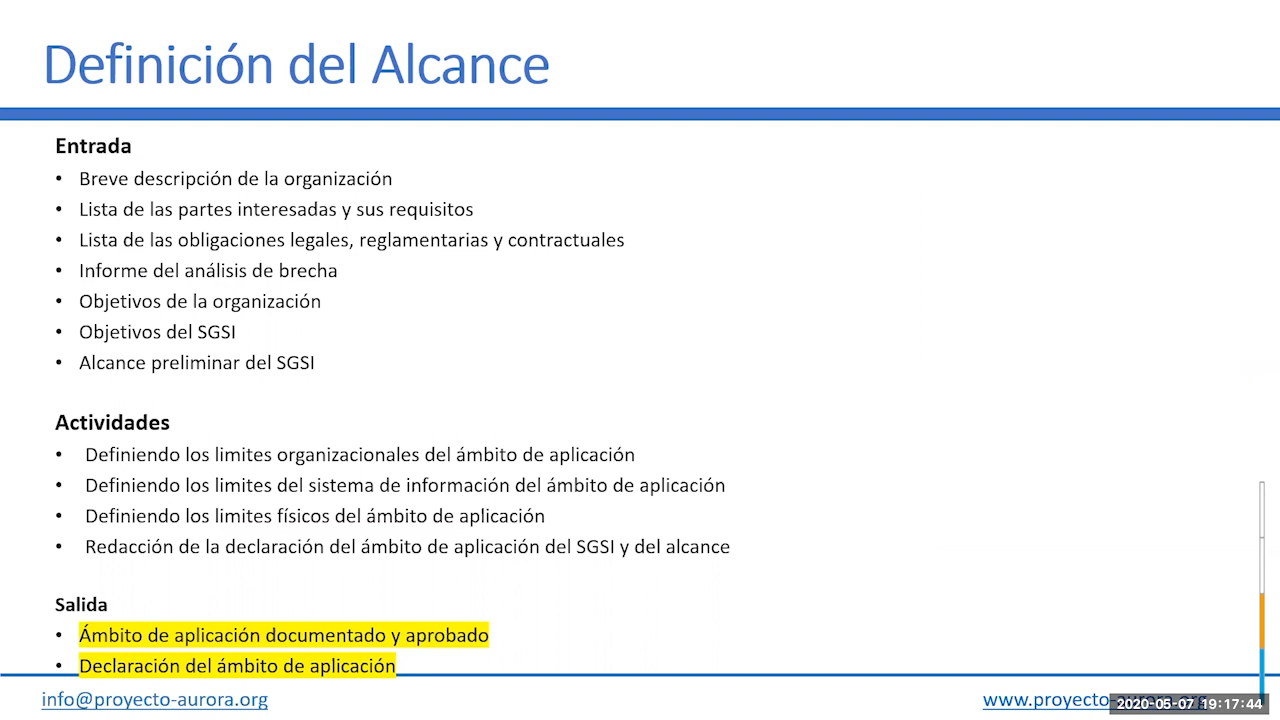 Definición del Alcance
Entrada
• Breve descripción de la organización
• Lista de las partes interesadas y sus requisitos
• Lista de las obligaciones legales, reglamentarias y contractuales
• Informe del análisis de brecha
• Objetivos de la organización
• Objetivos del SGSI
• Alcance preliminar del SGSI
Actividades
• Definiendo los limites organizacionales del ámbito de aplicación
• Definiendo los limites del sistema de información del ámbito de aplicación
• Definiendo los limites físicos del ámbito de aplicación
• Redacción de la declaración del ámbito de aplicación del SGSI y del alcance
Salida
• Ámbito de aplicación documentado y aprobado
• Declaración del ámbito de aplicación
info@proyecto-aurora.org
www.proyecto-aurora.org
2020-05-07 19:17:44